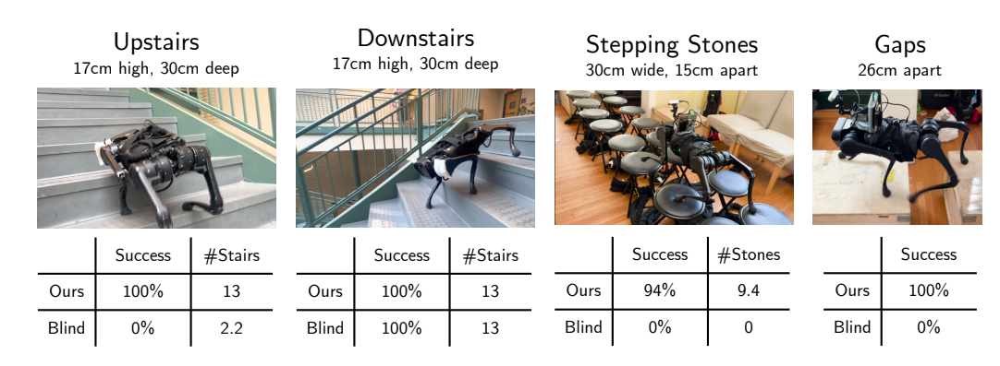 Upstairs
17cm high, 30cm deep
Success #Stairs
Ours 100% 13
Blind 0% 2.2
Downstairs
17cm high, 30cm deep
Success #Stairs
Ours 100% 13
Blind 100% 13
Stepping Stones
30cm wide, 15cm apart
Success #Stones
Ours 94% 9.4
Blind 0% 0
Gaps
26cm apart
Success
Ours 100%
Blind 0%